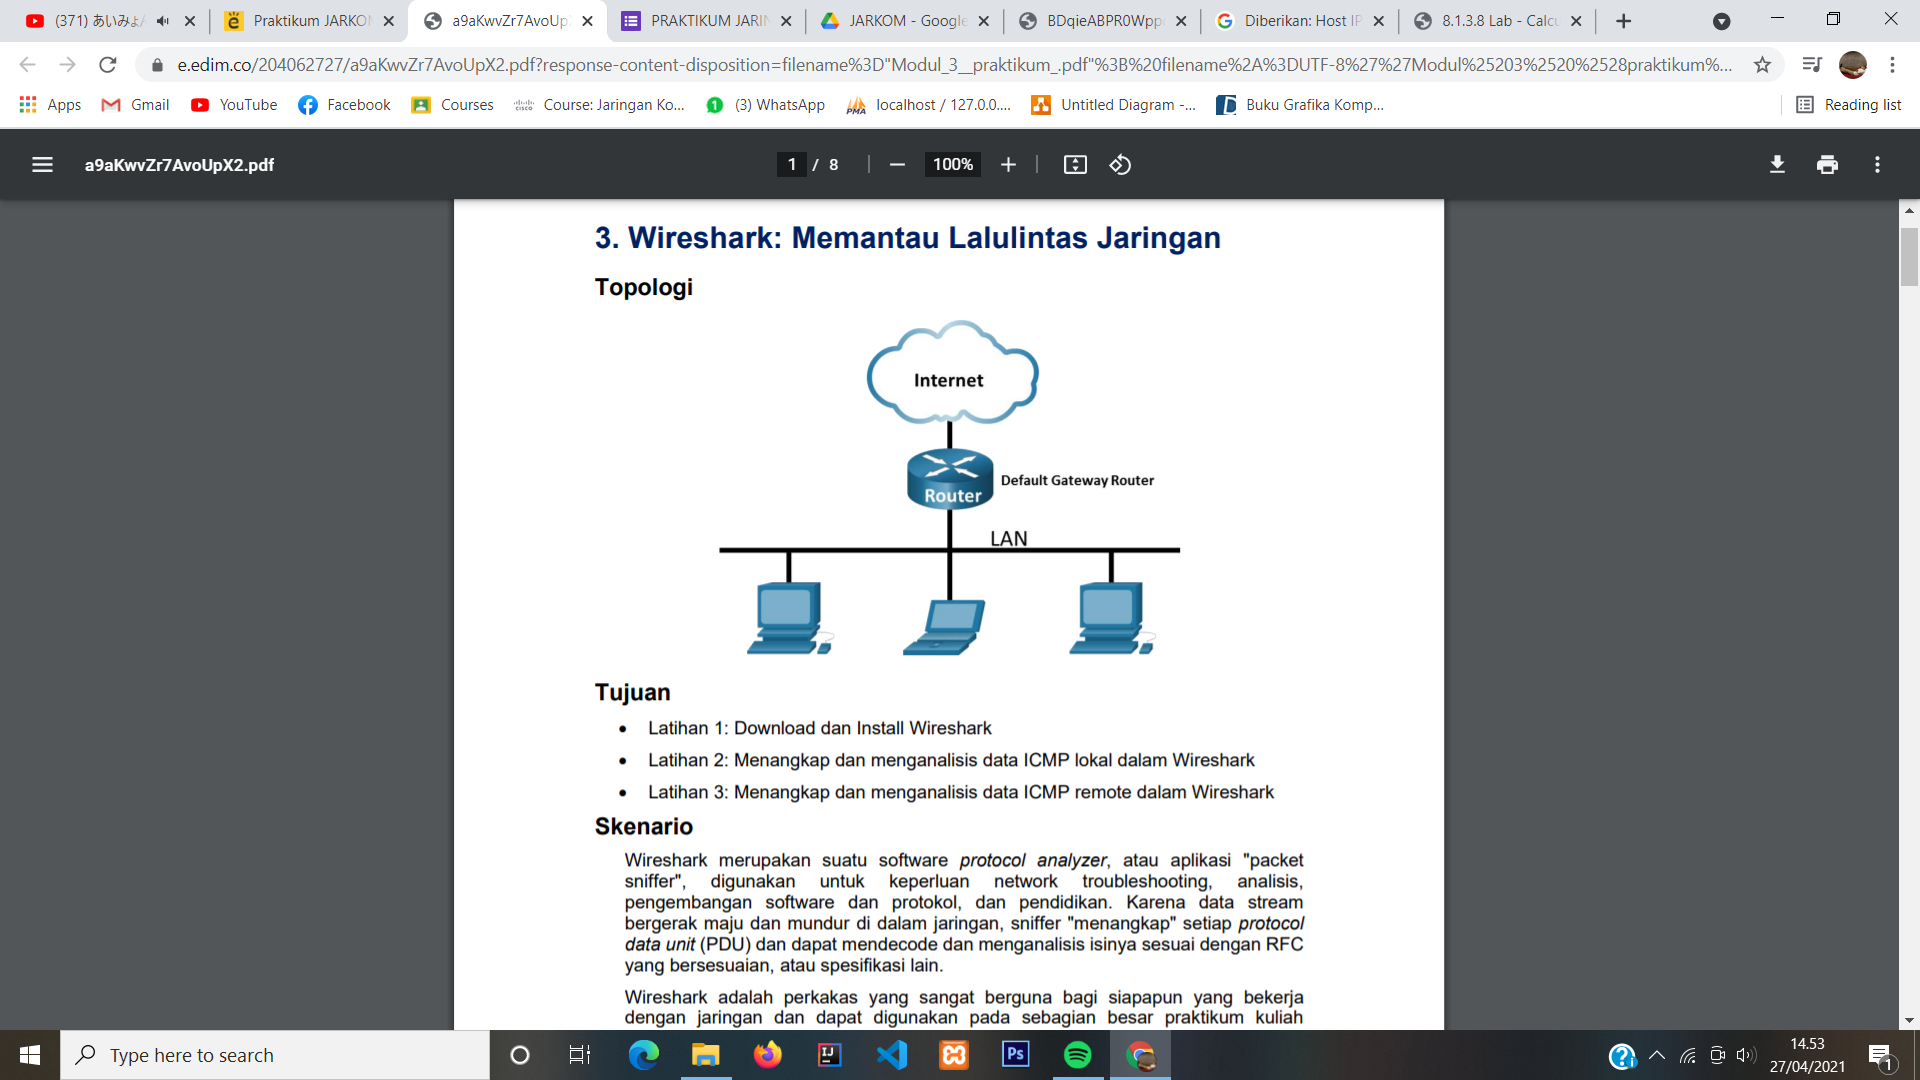 (371) あいみょ
Praktikum JARKO
a9aKwvZr7AvoUp
PRAKTIKUM JARIN
JARKOM - Google
BDqieABPR0Wpp
Diberikan: Host IP
8.1.3.8 Lab - Calcu
e.edim.co/204062727/a9aKwvZr7AvoUpX2.pdf?response-content-disposition=filename%3D"Modul_3__praktikum_.pdf"%3B%20filename%2A%3DUTF-8%27%27Modul%25203%2520%2528praktikum%...
Apps
Gmail
YouTube
Facebook
Courses
Course: Jaringan Ko...
(3) WhatsApp
localhost / 127.0.0....
Untitled Diagram -...
Buku Grafika Komp...
Reading list
a9aKwvZr7AvoUpX2.pdf
1 / 8
100%
3. Wireshark: Memantau Lalulintas Jaringan
Topologi
Internet
Router
Default Gateway Router
LAN
Tujuan
• Latihan 1: Download dan Install Wireshark
• Latihan 2: Menangkap dan menganalisis data ICMP lokal dalam Wireshark
• Latihan 3: Menangkap dan menganalisis data ICMP remote dalam Wireshark
Skenario
Wireshark merupakan suatu software protocol analyzer, atau aplikasi "packet
sniffer", digunakan untuk keperluan network troubleshooting, analisis,
pengembangan software dan protokol, dan pendidikan. Karena data stream
bergerak maju dan mundur di dalam jaringan, sniffer "menangkap" setiap protocol
data unit (PDU) dan dapat mendecode dan menganalisis isinya sesuai dengan RFC
yang bersesuaian, atau spesifikasi lain.
Wireshark adalah perkakas yang sangat berguna bagi siapapun yang bekerja
dengan jaringan dan dapat digunakan pada sebagian besar praktikum kuliah
Type here to search
14.53
27/04/2021
1